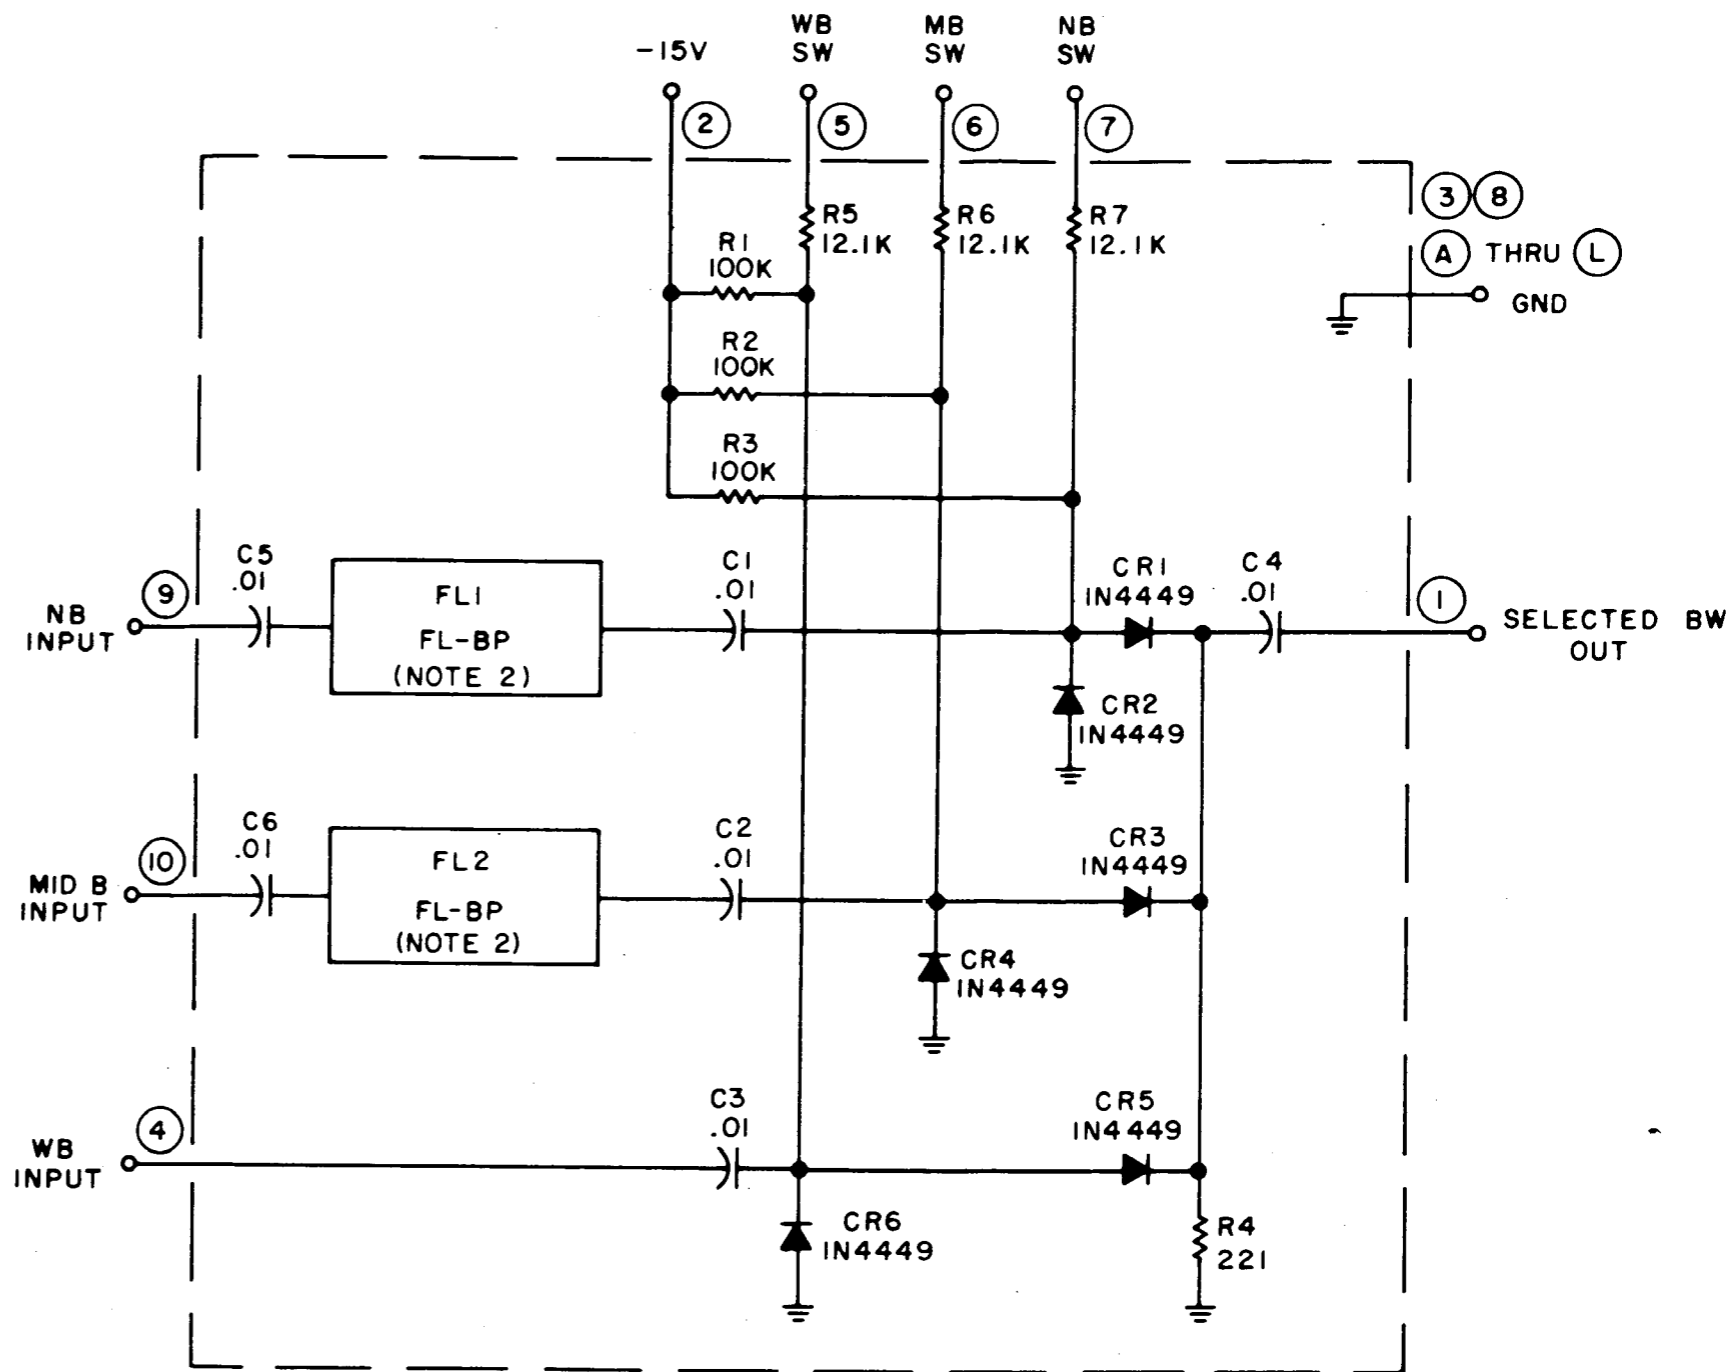 -15V
WB
SW
MB
SW
NB
SW
2
5
6
7
3 8
A THRU L
GND
R5
12.1K
R6
12.1K
R7
12.1K
R1
100K
R2
100K
R3
100K
C5
.01
9
NB
INPUT
FL1
FL-BP
(NOTE 2)
C1
.01
CR1
1N4449
C4
.01
1
SELECTED BW
OUT
CR2
1N4449
C6
.01
10
MID B
INPUT
FL2
FL-BP
(NOTE 2)
C2
.01
CR3
1N4449
CR4
1N4449
4
WB
INPUT
C3
.01
CR5
1N4449
CR6
1N4449
R4
221